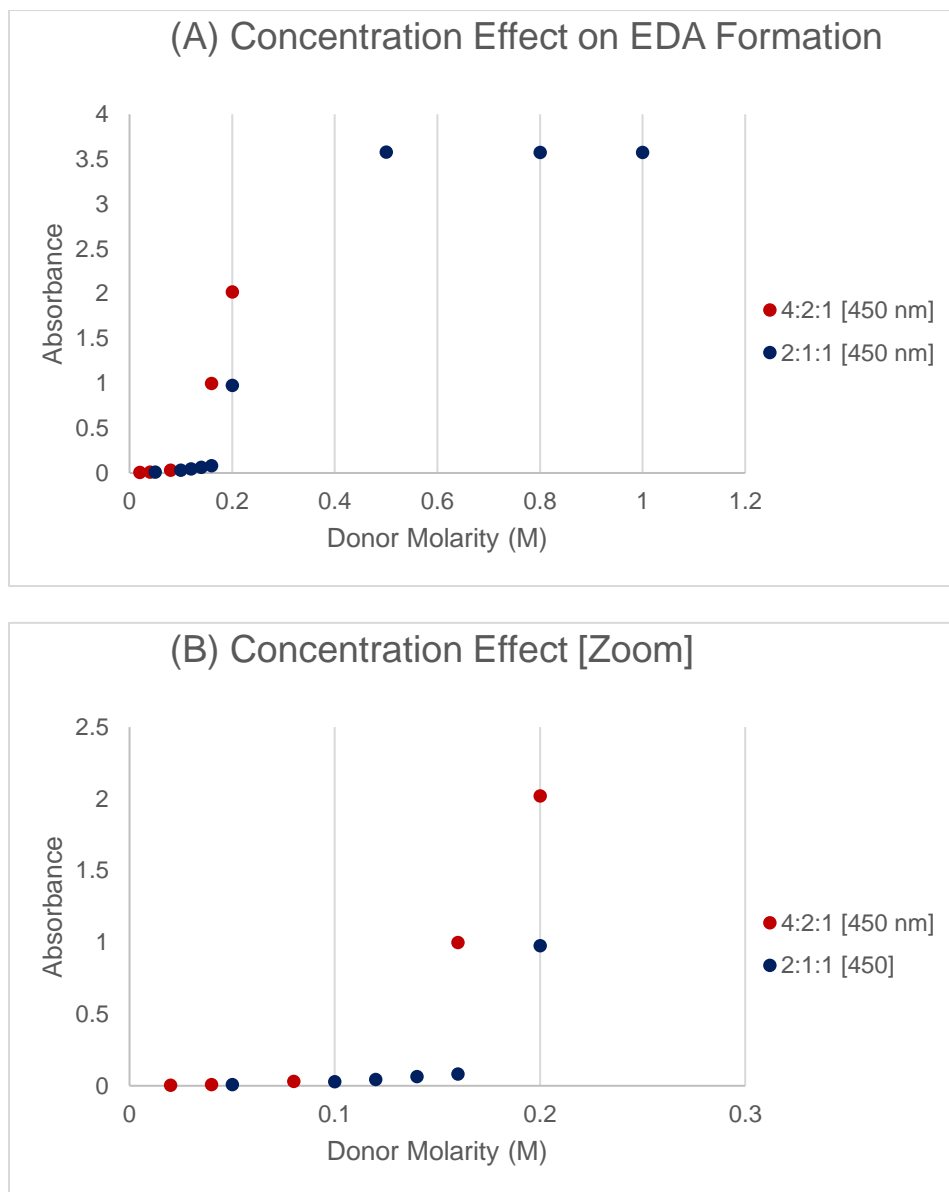 (A) Concentration Effect on EDA Formation
4
3.5
3
2.5
2
1.5
1
0.5
0
Absorbance
0 0.2 0.4 0.6 0.8 1 1.2
Donor Molarity (M)
4:2:1 [450 nm]
2:1:1 [450 nm]
(B) Concentration Effect [Zoom]
2.5
2
1.5
1
0.5
0
Absorbance
0 0.1 0.2 0.3
Donor Molarity (M)
4:2:1 [450 nm]
2:1:1 [450]